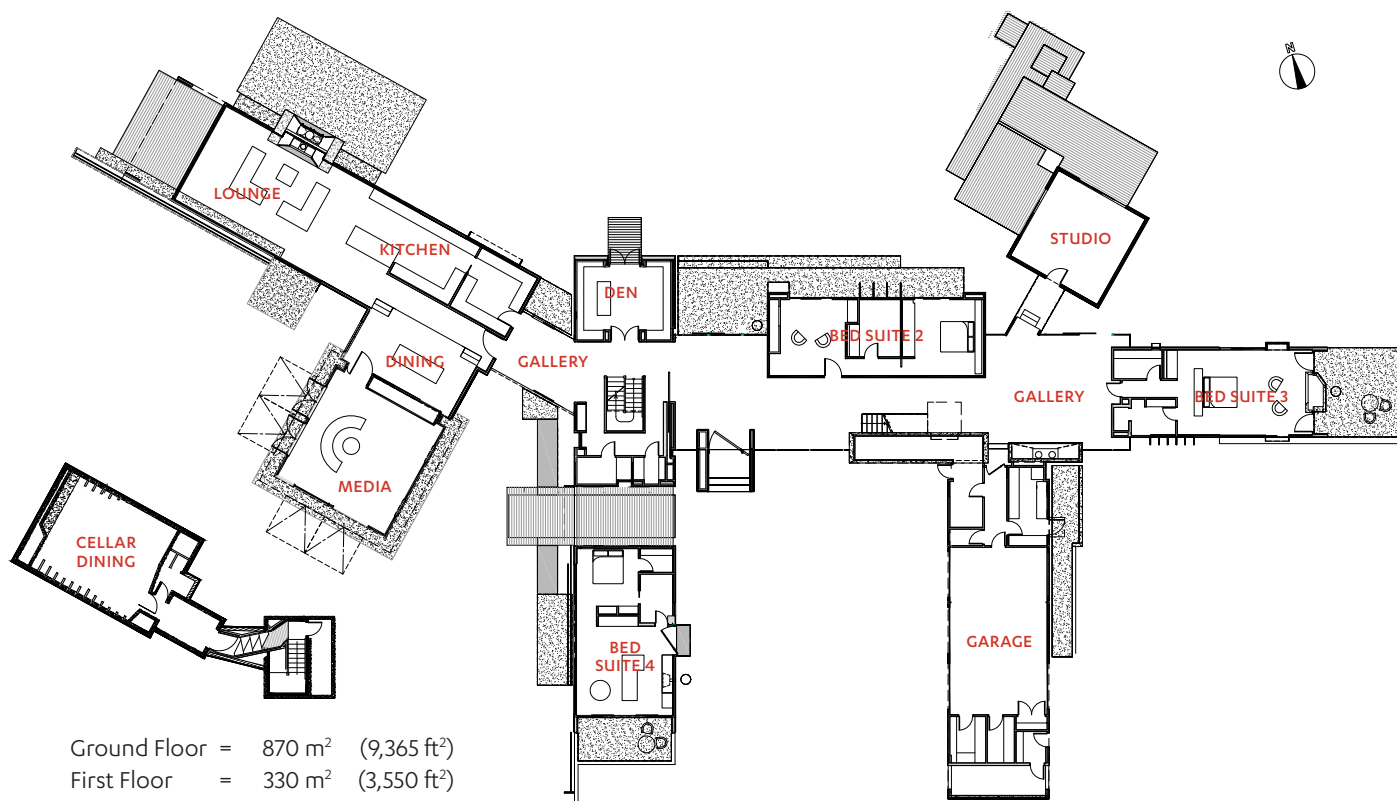 N
LOUNGE
KITCHEN
STUDIO
DEN
BED SUITE 2
DINING
GALLERY
GALLERY
BED SUITE 3
MEDIA
CELLAR
DINING
BED
SUITE 4
GARAGE
Ground Floor = 870 m² (9,365 ft²)
First Floor = 330 m² (3,550 ft²)